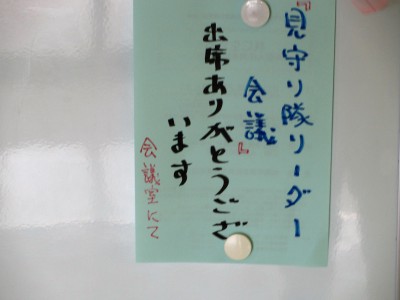 『見守り隊リーダー
会議』
出席ありがとうござ
います
会議室にて